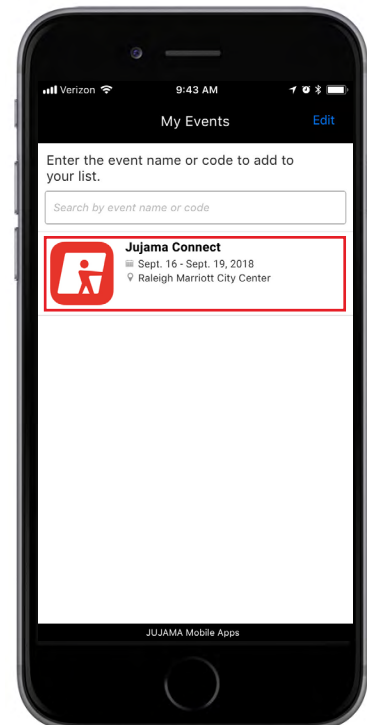 Verizon 9:43 AM
My Events Edit
Enter the event name or code to add to
your list.
Search by event name or code
Jujama Connect
Sept. 16 - Sept. 19, 2018
Raleigh Marriott City Center
JUJAMA Mobile Apps